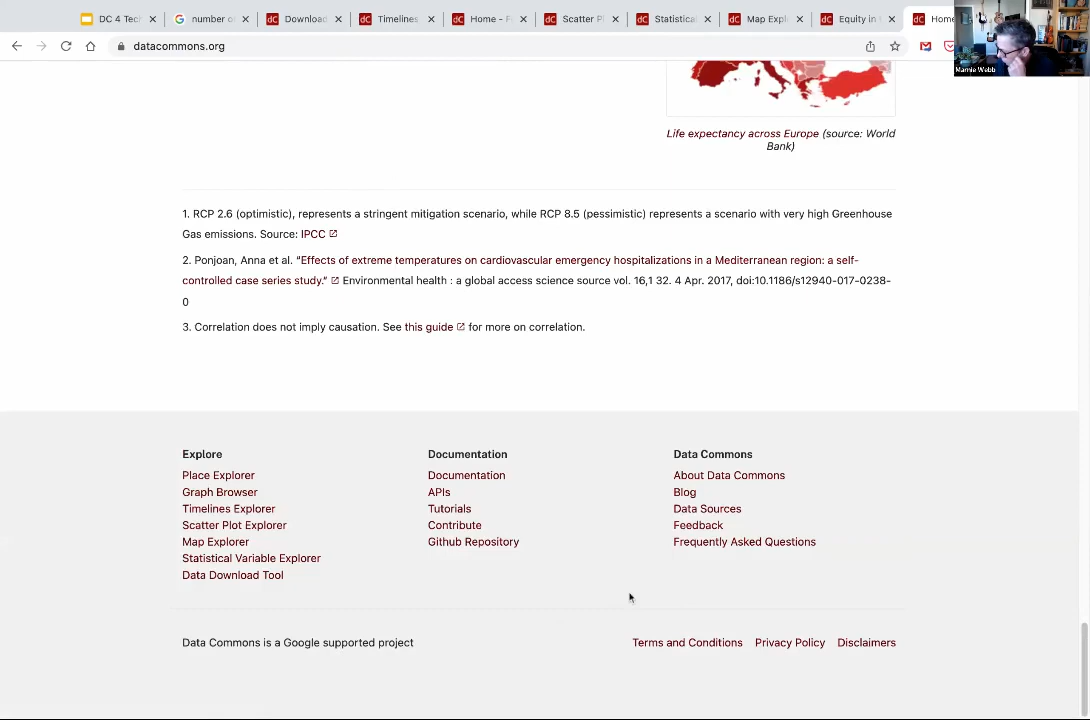 DC 4 Tech
number o
Download
Timelines
Home - F
Scatter Pl
Statistical
Map Expl
Equity in
Home
datacommons.org
Marnie Webb
Life expectancy across Europe (source: World
Bank)
1. RCP 2.6 (optimistic), represents a stringent mitigation scenario, while RCP 8.5 (pessimistic) represents a scenario with very high Greenhouse
Gas emissions. Source: IPCC
2. Ponjoan, Anna et al. “Effects of extreme temperatures on cardiovascular emergency hospitalizations in a Mediterranean region: a self-
controlled case series study.” Environmental health : a global access science source vol. 16,1 32. 4 Apr. 2017, doi:10.1186/s12940-017-0238-
0
3. Correlation does not imply causation. See this guide for more on correlation.
Explore
Place Explorer
Graph Browser
Timelines Explorer
Scatter Plot Explorer
Map Explorer
Statistical Variable Explorer
Data Download Tool
Documentation
Documentation
APIs
Tutorials
Contribute
Github Repository
Data Commons
About Data Commons
Blog
Data Sources
Feedback
Frequently Asked Questions
Data Commons is a Google supported project
Terms and Conditions Privacy Policy Disclaimers